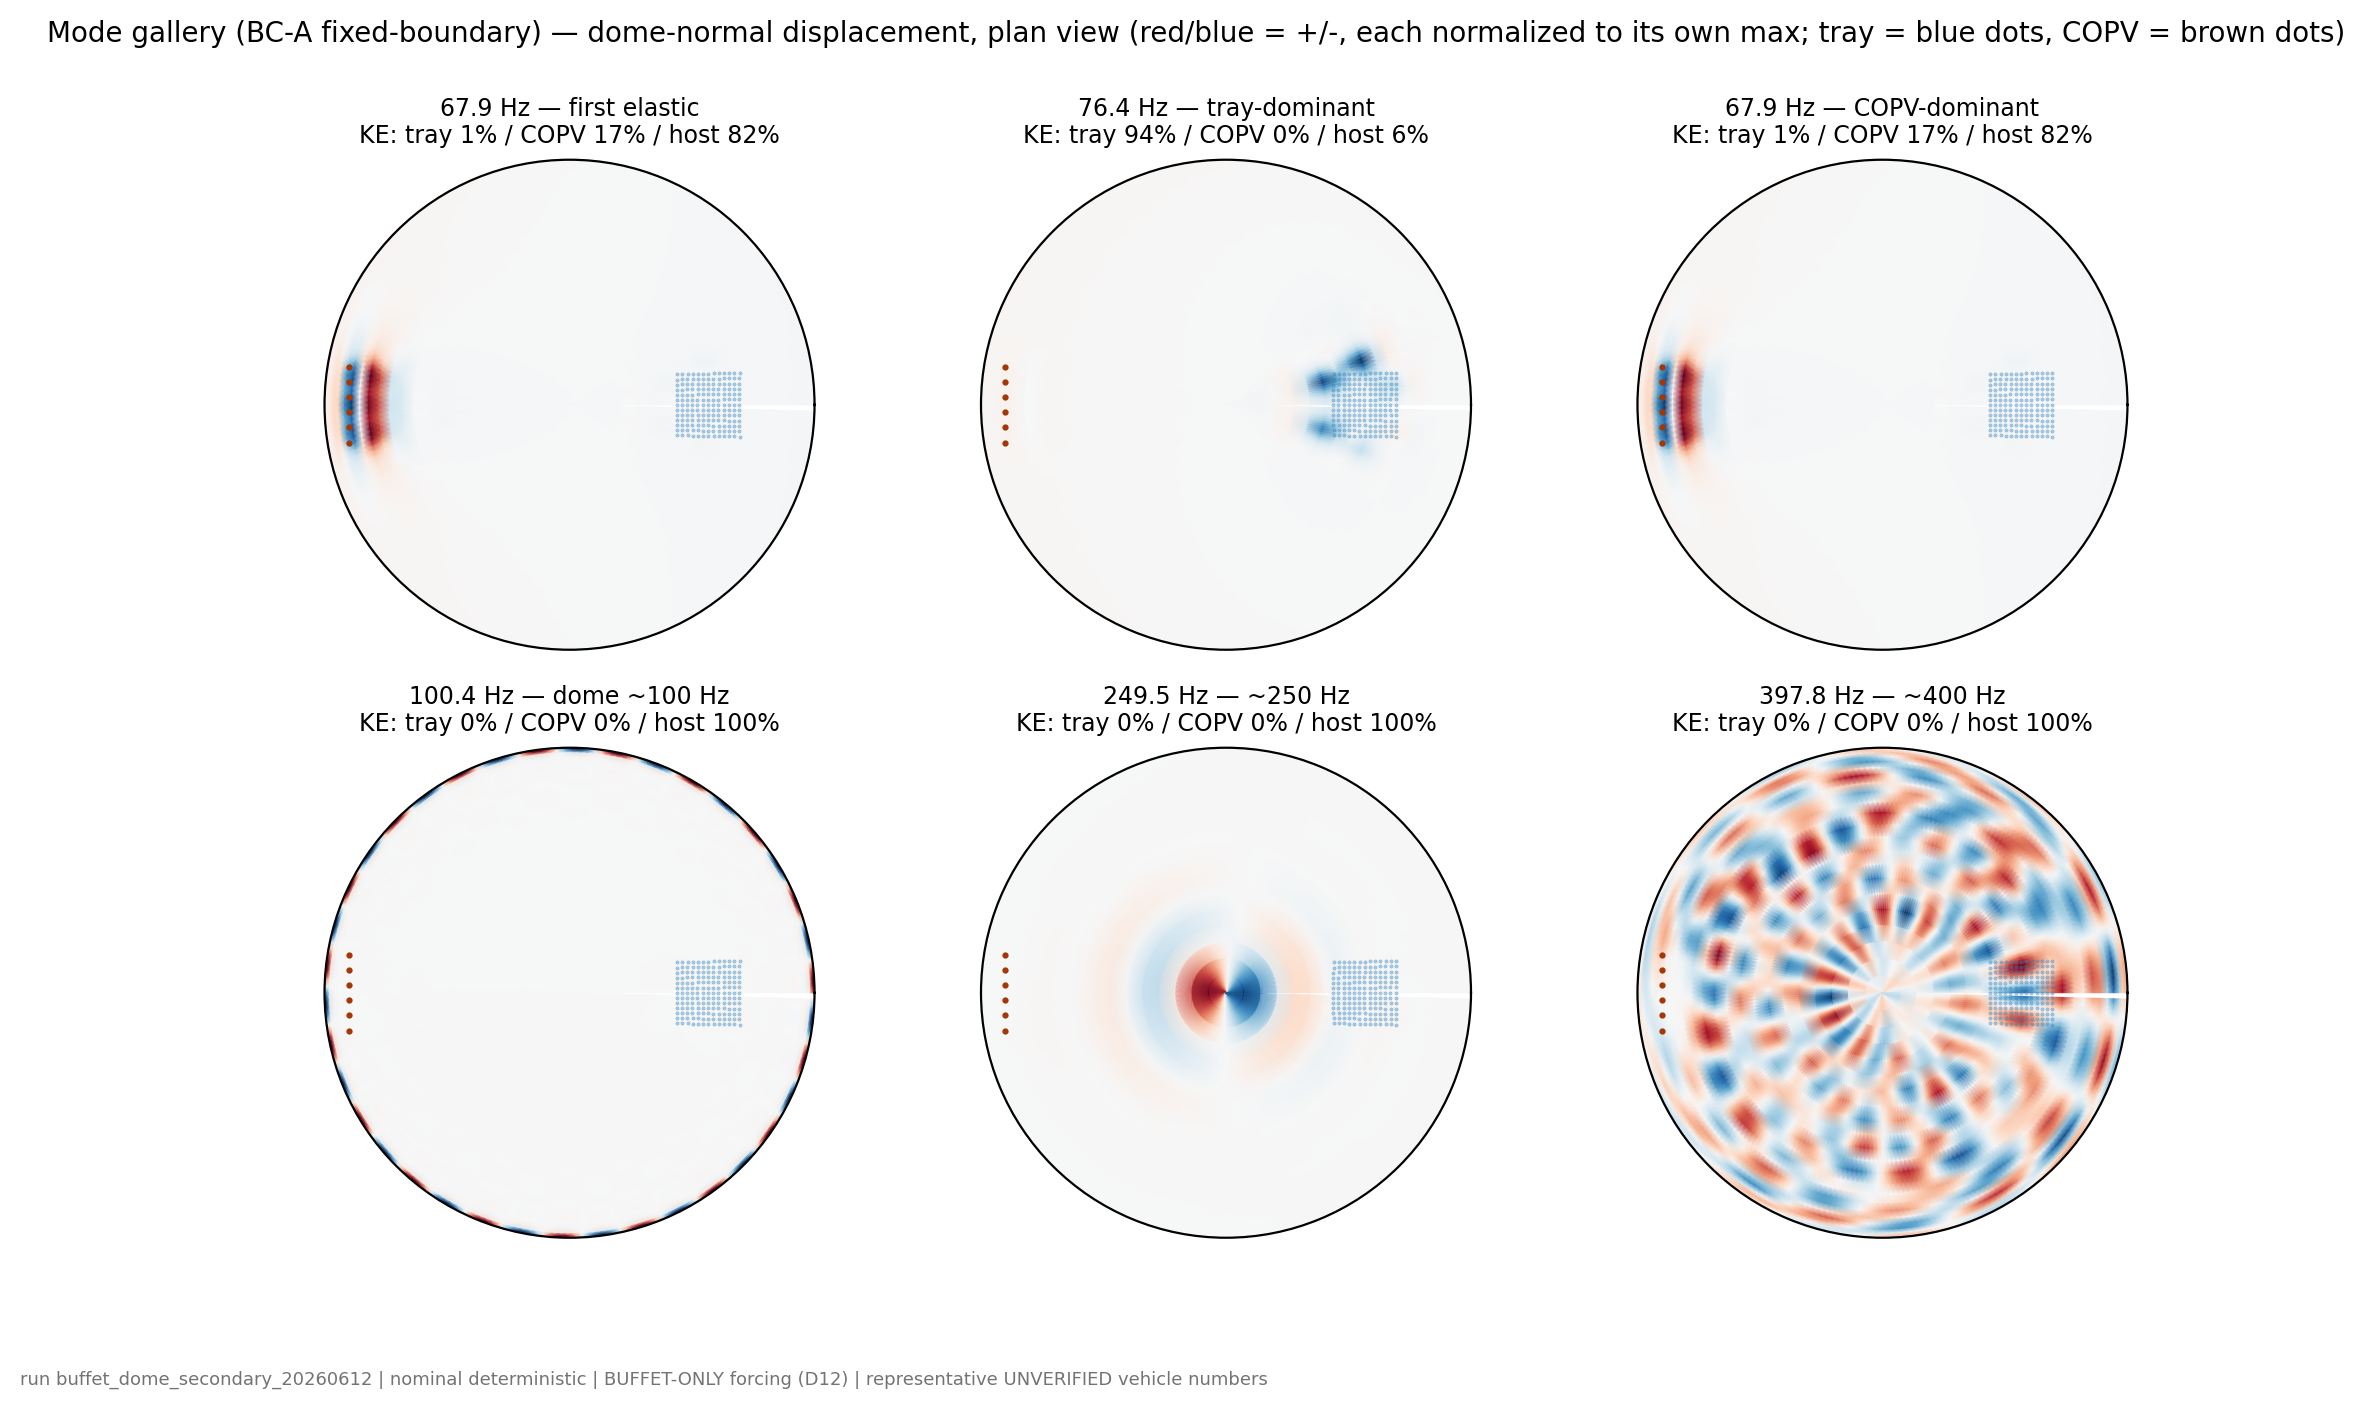 Mode gallery (BC-A fixed-boundary) — dome-normal displacement, plan view (red/blue = +/-, each normalized to its own max; tray = blue dots, COPV = brown dots)
67.9 Hz — first elastic
KE: tray 1% / COPV 17% / host 82%
76.4 Hz — tray-dominant
KE: tray 94% / COPV 0% / host 6%
67.9 Hz — COPV-dominant
KE: tray 1% / COPV 17% / host 82%
100.4 Hz — dome ~100 Hz
KE: tray 0% / COPV 0% / host 100%
249.5 Hz — ~250 Hz
KE: tray 0% / COPV 0% / host 100%
397.8 Hz — ~400 Hz
KE: tray 0% / COPV 0% / host 100%
run buffet_dome_secondary_20260612 | nominal deterministic | BUFFET-ONLY forcing (D12) | representative UNVERIFIED vehicle numbers